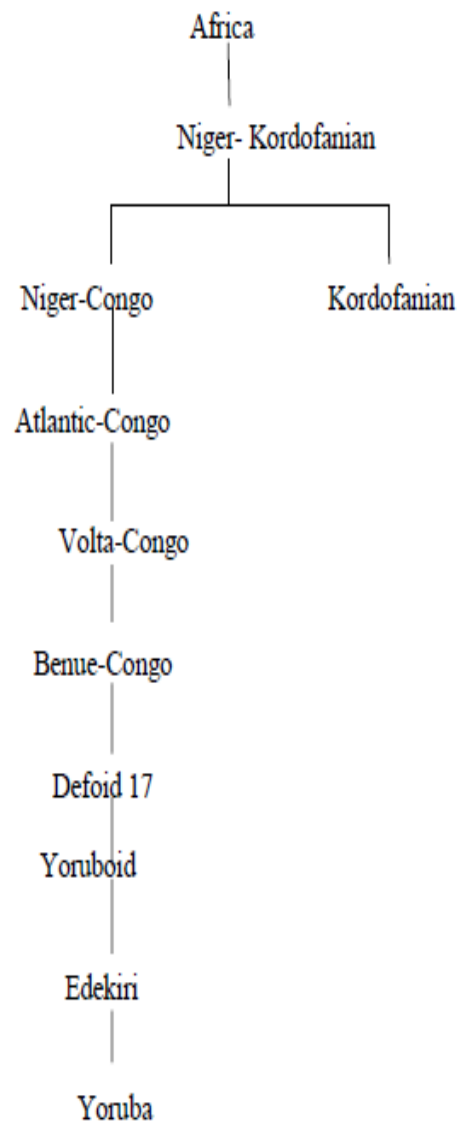 Africa
Niger- Kordofanian
Niger-Congo Kordofanian
Atlantic-Congo
Volta-Congo
Benue-Congo
Defoid 17
Yoruboid
Edekiri
Yoruba